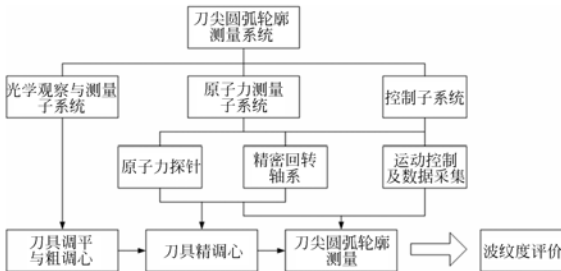 刀尖圆弧轮廓
测量系统
光学观察与测量
子系统
原子力测量
子系统
控制子系统
原子力探针
精密回转
轴系
运动控制
及数据采集
刀具调平
与粗调心
刀具精调心
刀尖圆弧轮廓
测量
波纹度评价